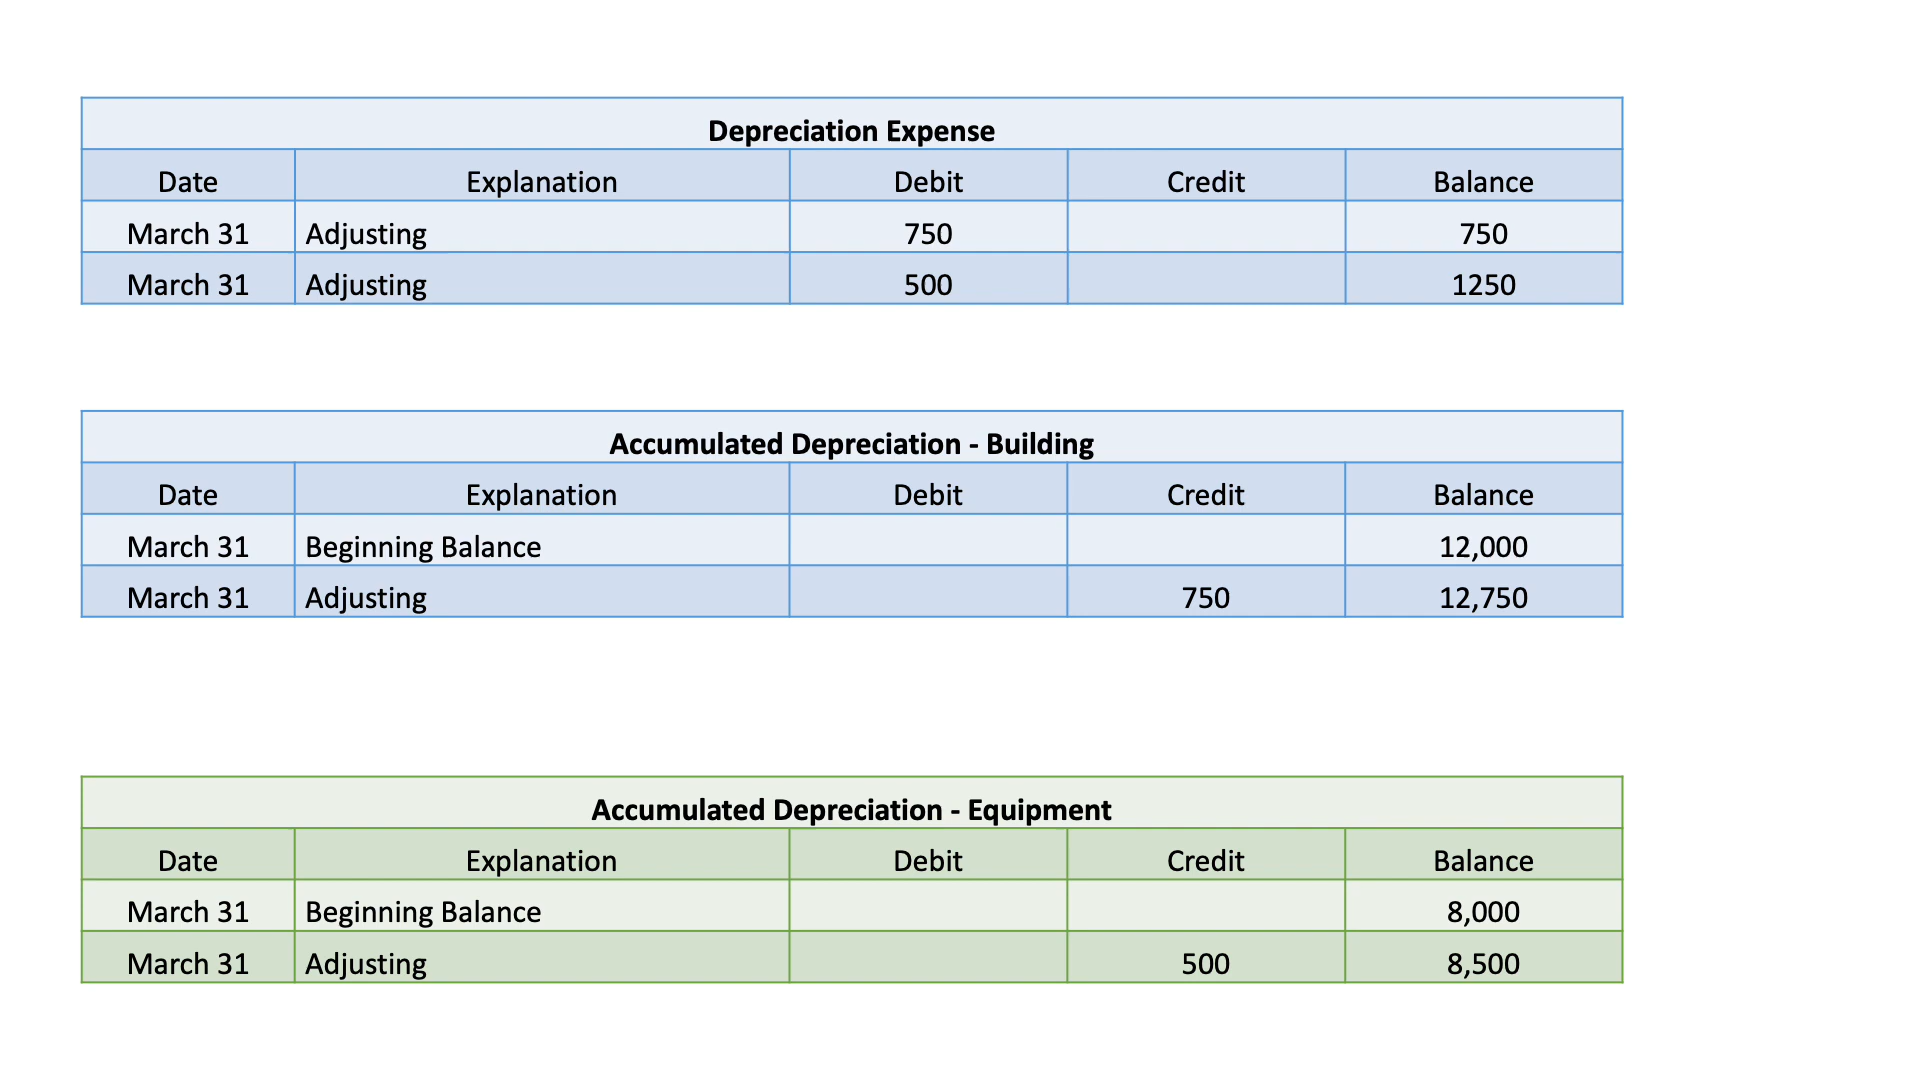 Depreciation Expense
Date Explanation Debit Credit Balance
March 31 Adjusting 750 750
March 31 Adjusting 500 1250
Accumulated Depreciation - Building
Date Explanation Debit Credit Balance
March 31 Beginning Balance 12,000
March 31 Adjusting 750 12,750
Accumulated Depreciation - Equipment
Date Explanation Debit Credit Balance
March 31 Beginning Balance 8,000
March 31 Adjusting 500 8,500